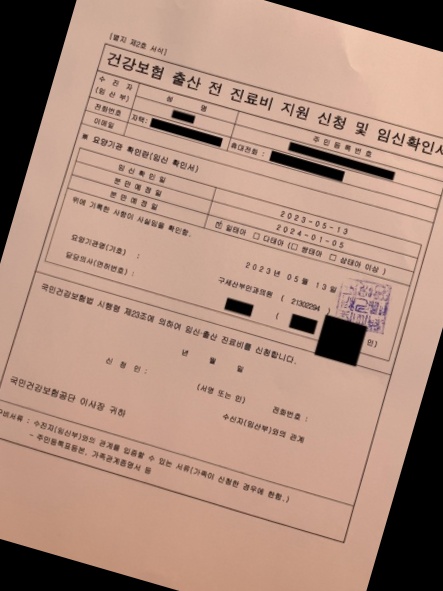 [별지 제2호 서식]
건강보험 출산 전 진료비 지원 신청 및 임신확인서
수 진 자
(임 산 부)
성 명
주 민 등 록 번 호
전화번호
자택:
휴대전화 :
이메일
※ 요양기관 확인란(임신 확인서)
임 신 확 인 일
2023-05-13
분 만 예 정 일
2024-01-05
분 만 예 정 일
☑ 일태아 □ 다태아 (□ 쌍태아 □ 삼태아 이상 )
위에 기록한 사항이 사실임을 확인함.
2023년 05월 13일
요양기관명(기호) : 구세산부인과의원 ( 21302294 )
담당의사(면허번호) : ( 인)
국민건강보험법 시행령 제23조에 의하여 임신·출산 진료비를 신청합니다.
년 월 일
신 청 인 : (서명 또는 인)
전화번호 :
수진자(임산부)와의 관계
국민건강보험공단 이사장 귀하
구비서류 : 수진자(임산부)와의 관계를 입증할 수 있는 서류(가족이 신청한 경우에 한함.)
- 주민등록표등본, 가족관계증명서 등